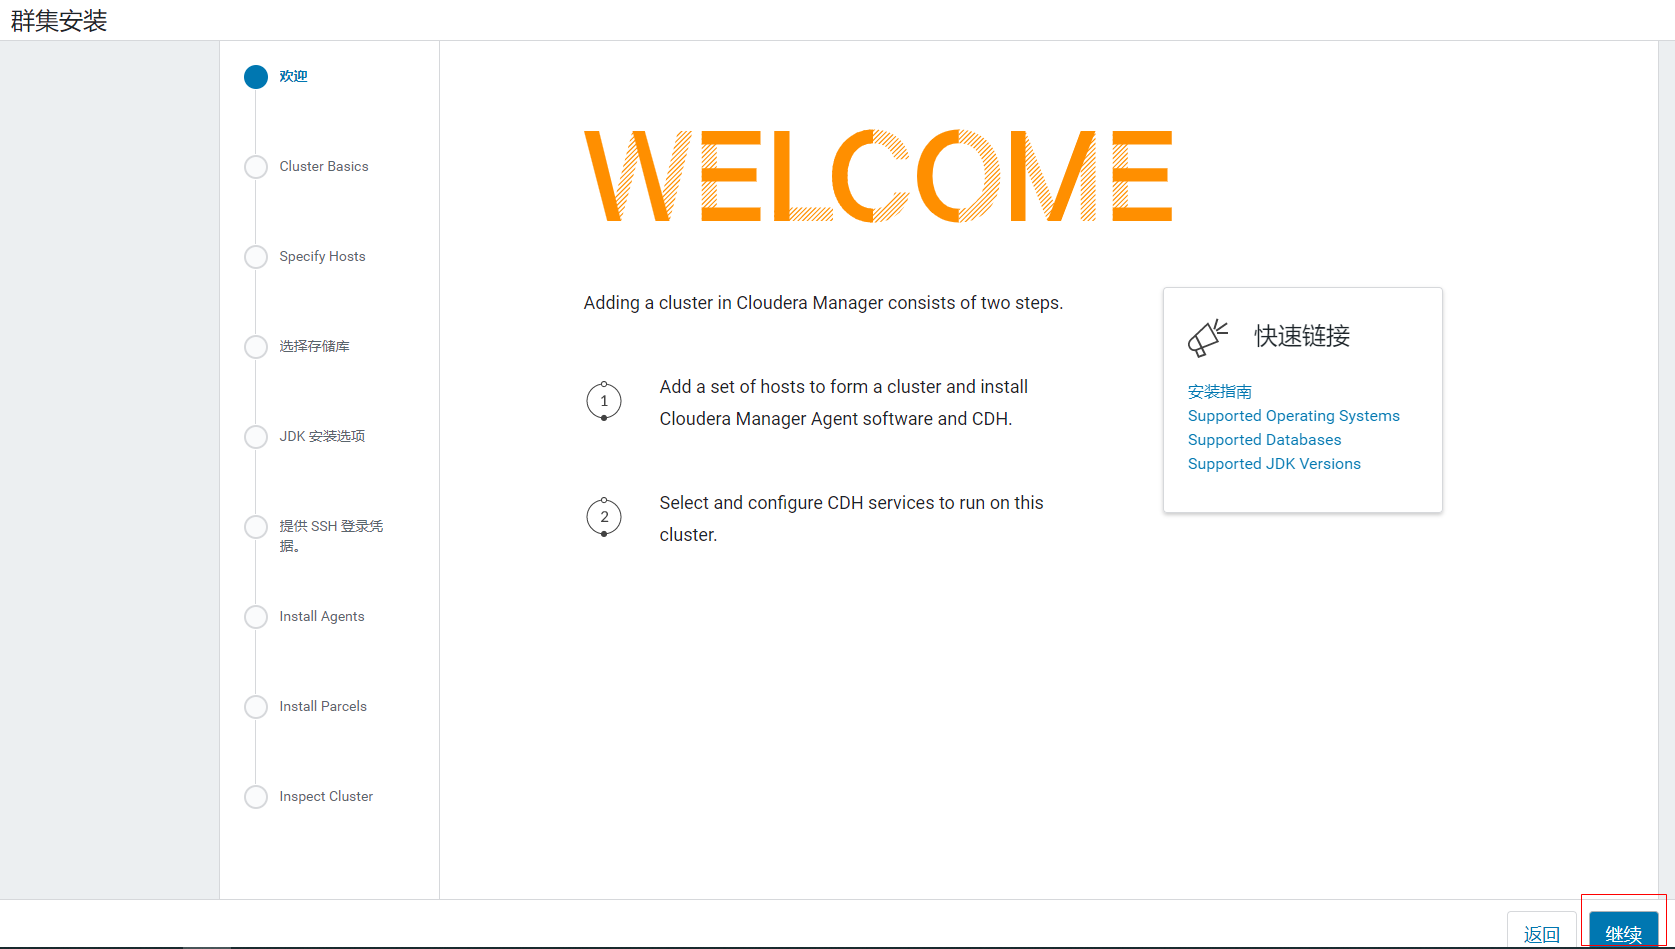 群集安装
欢迎
Cluster Basics
Specify Hosts
选择存储库
JDK 安装选项
提供 SSH 登录凭
据。
Install Agents
Install Parcels
Inspect Cluster
WELCOME
Adding a cluster in Cloudera Manager consists of two steps.
1
Add a set of hosts to form a cluster and install
Cloudera Manager Agent software and CDH.
2
Select and configure CDH services to run on this
cluster.
快速链接
安装指南
Supported Operating Systems
Supported Databases
Supported JDK Versions
返回
继续